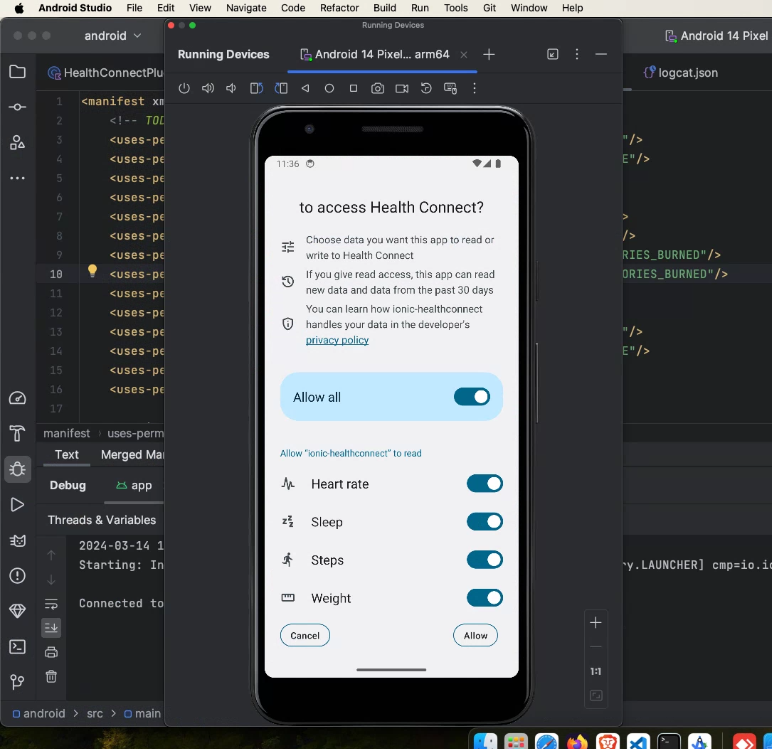 Android Studio File Edit View Navigate Code Refactor Build Run Tools Git Window Help
Running Devices
android
Running Devices Android 14 Pixel... arm64
Android 14 Pixel
HealthConnectPlu
logcat.json
1 <manifest xm
2 <!-- TOD
3 <uses-pe "/>
4 <uses-pe E"/>
5 <uses-pe
6 <uses-pe
7 <uses-pe >
8 <uses-pe />
9 <uses-pe RIES_BURNED"/>
10 <uses-pe ORIES_BURNED"/>
11 <uses-pe
12 <uses-pe
13 <uses-pe "/>
14 <uses-pe E"/>
15 <uses-pe
16 <uses-pe
17
11:36
to access Health Connect?
Choose data you want this app to read or
write to Health Connect
If you give read access, this app can read
new data and data from the past 30 days
You can learn how ionic-healthconnect
handles your data in the developer's
privacy policy
Allow all
Allow "ionic-healthconnect" to read
Heart rate
Sleep
Steps
Weight
Cancel Allow
1:1
manifest uses-perm
Text Merged Ma
Debug app
Threads & Variables
2024-03-14 1
Starting: In y.LAUNCHER] cmp=io.io
Connected to
android > src > main